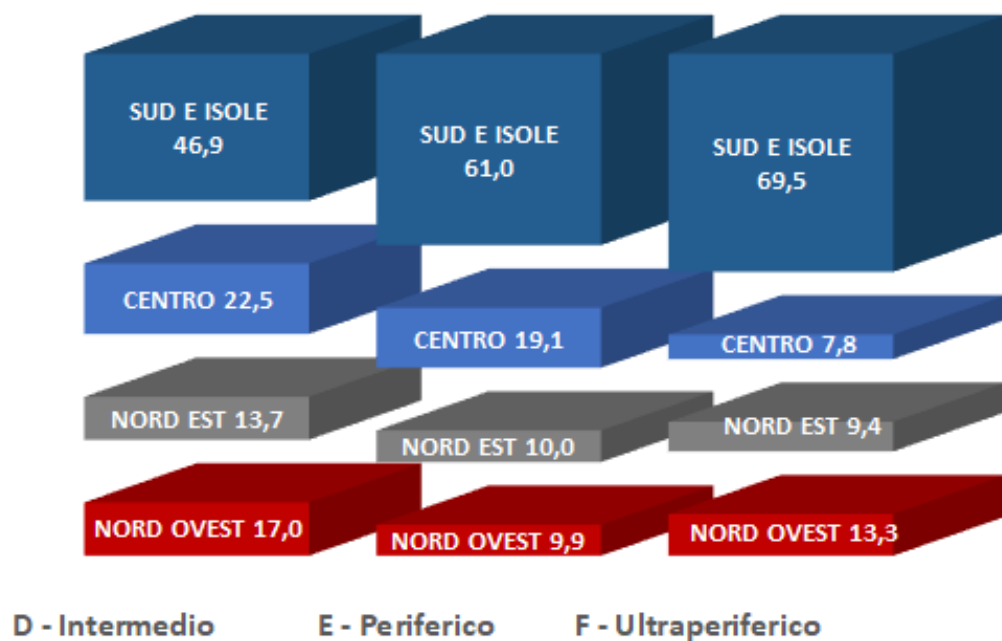 SUD E ISOLE
46,9
SUD E ISOLE
61,0
SUD E ISOLE
69,5
CENTRO 22,5
CENTRO 19,1
CENTRO 7,8
NORD EST 13,7
NORD EST 10,0
NORD EST 9,4
NORD OVEST 17,0
NORD OVEST 9,9
NORD OVEST 13,3
D - Intermedio
E - Periferico
F - Ultraperiferico